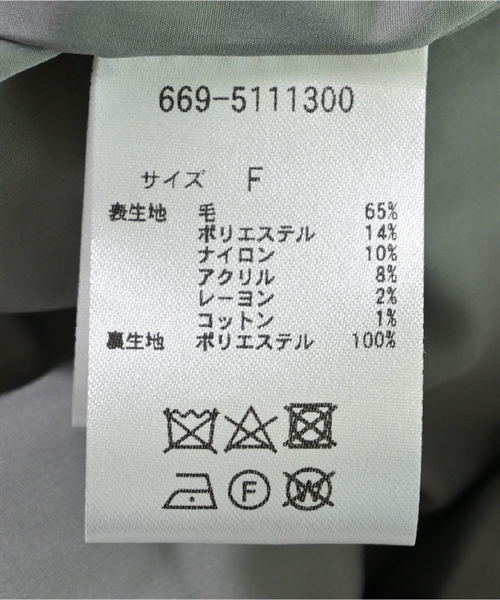 669-5111300
サイズ F
表生地 毛 65%
ポリエステル 14%
ナイロン 10%
アクリル 8%
レーヨン 2%
コットン 1%
裏生地 ポリエステル 100%
F W